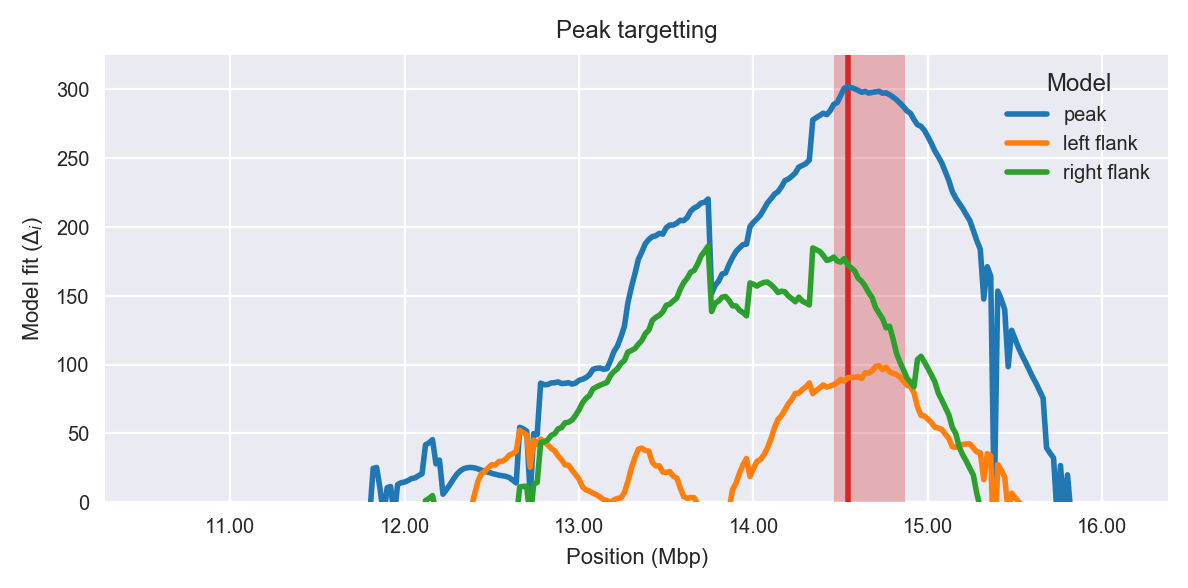 Peak targetting
Model fit (Δi)
300
250
200
150
100
50
0
Model
peak
left flank
right flank
11.00 12.00 13.00 14.00 15.00 16.00
Position (Mbp)